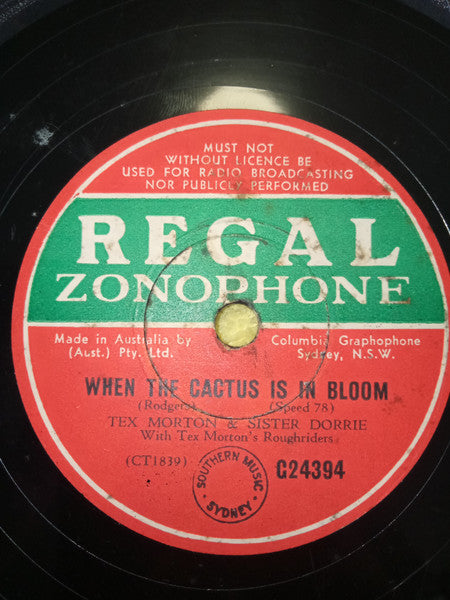 MUST NOT
WITHOUT LICENCE BE
USED FOR RADIO BROADCASTING
NOR PUBLICLY PERFORMED
REGAL
ZONOPHONE
Made in Australia by Columbia Graphophone
(Aust.) Pty. Ltd. Sydney, N.S.W.
WHEN THE CACTUS IS IN BLOOM
(Rodgers) (Speed 78)
TEX MORTON & SISTER DORRIE
With Tex Morton's Roughriders
(CT1839) SOUTHERN MUSIC · SYDNEY · G24394